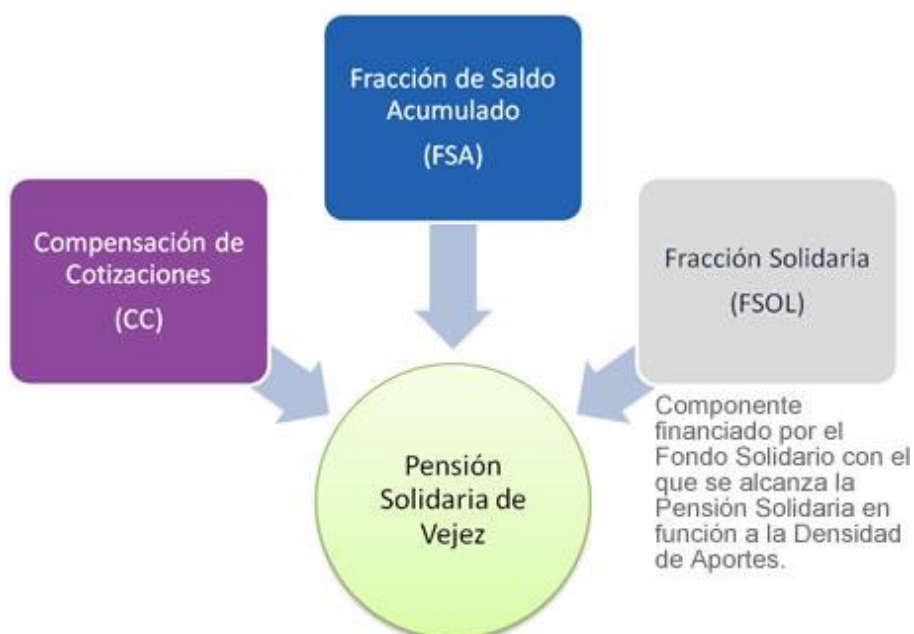 Fracción de Saldo
Acumulado
(FSA)
Compensación de
Cotizaciones
(CC)
Fracción Solidaria
(FSOL)
Componente
financiado por el
Fondo Solidario con el
que se alcanza la
Pensión Solidaria en
función a la Densidad
de Aportes.
Pensión
Solidaria de
Vejez